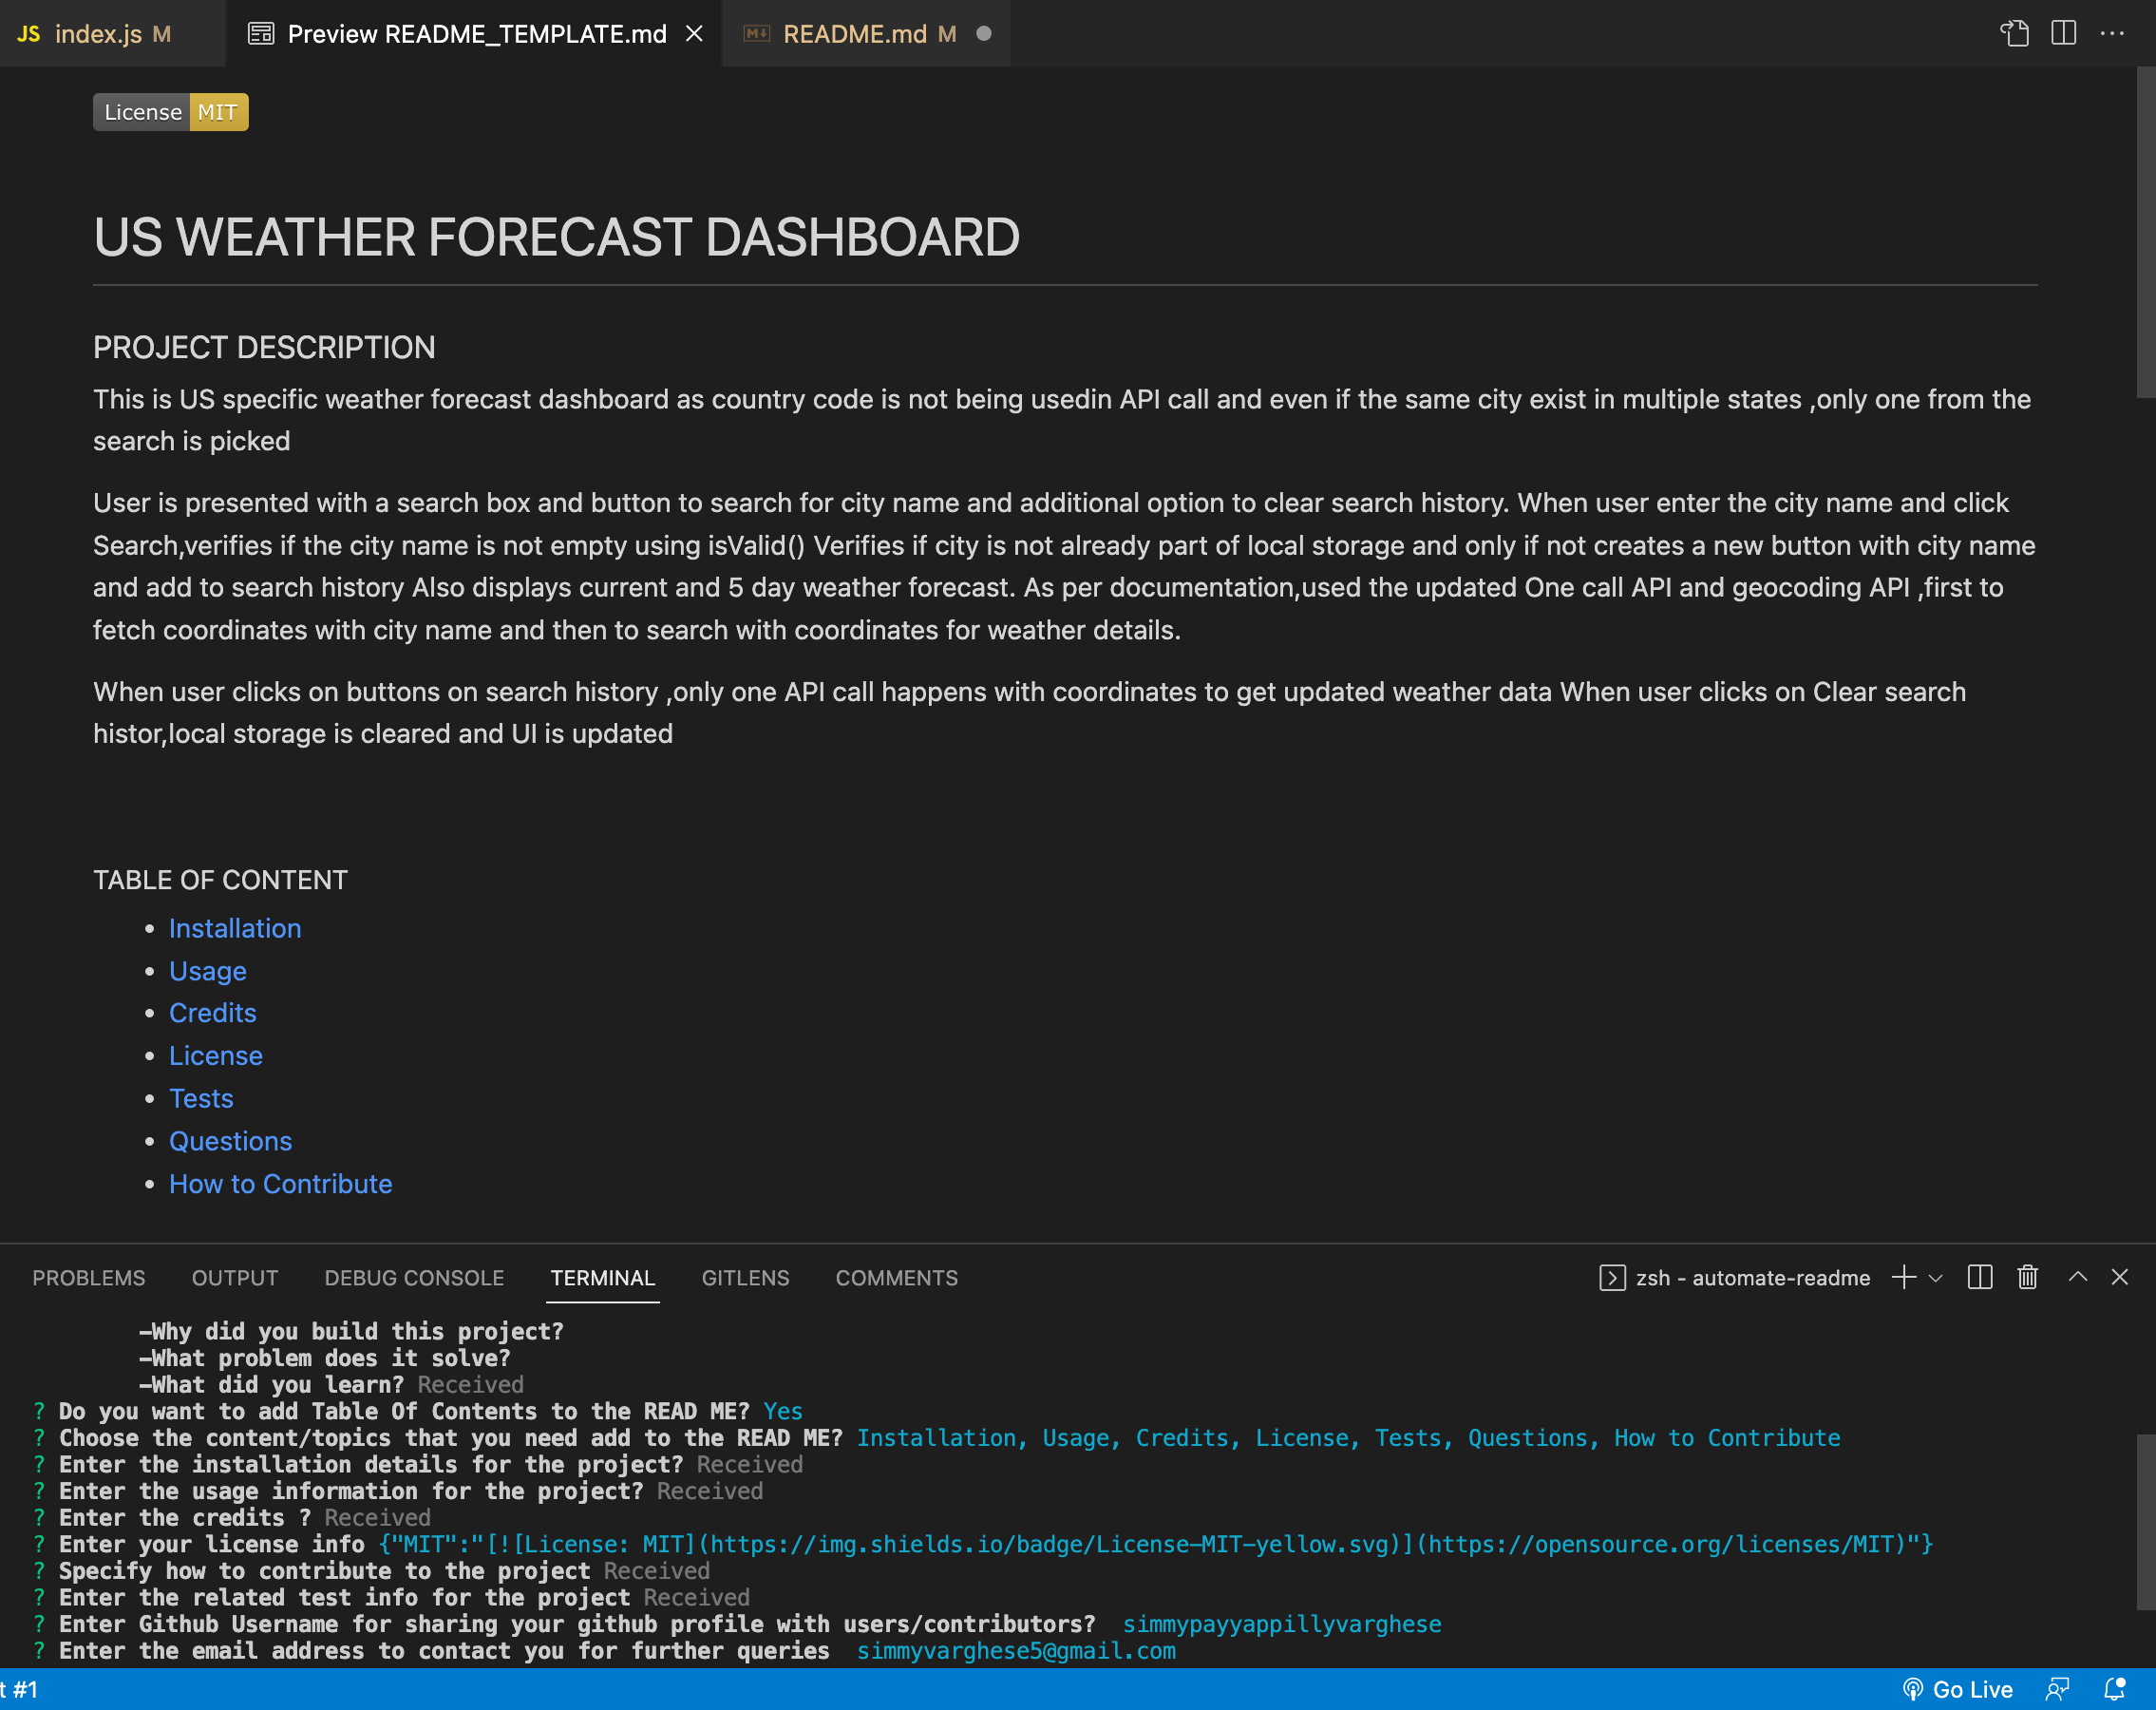 JS index.js M
Preview README_TEMPLATE.md
README.md M
License MIT
US WEATHER FORECAST DASHBOARD
PROJECT DESCRIPTION
This is US specific weather forecast dashboard as country code is not being usedin API call and even if the same city exist in multiple states ,only one from the
search is picked
User is presented with a search box and button to search for city name and additional option to clear search history. When user enter the city name and click
Search,verifies if the city name is not empty using isValid() Verifies if city is not already part of local storage and only if not creates a new button with city name
and add to search history Also displays current and 5 day weather forecast. As per documentation,used the updated One call API and geocoding API ,first to
fetch coordinates with city name and then to search with coordinates for weather details.
When user clicks on buttons on search history ,only one API call happens with coordinates to get updated weather data When user clicks on Clear search
histor,local storage is cleared and UI is updated
TABLE OF CONTENT
• Installation
• Usage
• Credits
• License
• Tests
• Questions
• How to Contribute
PROBLEMS OUTPUT DEBUG CONSOLE TERMINAL GITLENS COMMENTS
zsh - automate-readme
-Why did you build this project?
-What problem does it solve?
-What did you learn? Received
? Do you want to add Table Of Contents to the READ ME? Yes
? Choose the content/topics that you need add to the READ ME? Installation, Usage, Credits, License, Tests, Questions, How to Contribute
? Enter the installation details for the project? Received
? Enter the usage information for the project? Received
? Enter the credits ? Received
? Enter your license info {"MIT":"[![License: MIT](https://img.shields.io/badge/License-MIT-yellow.svg)](https://opensource.org/licenses/MIT)"}
? Specify how to contribute to the project Received
? Enter the related test info for the project Received
? Enter Github Username for sharing your github profile with users/contributors? simmypayyappillyvarghese
? Enter the email address to contact you for further queries simmyvarghese5@gmail.com
t #1
Go Live